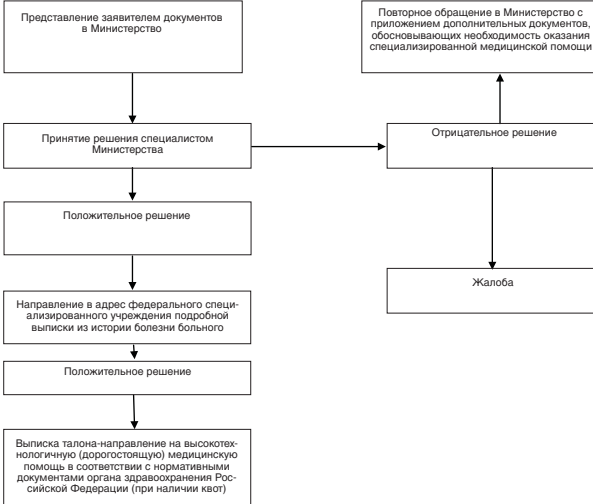 Представление заявителем документов
в Министерство
Повторное обращение в Министерство с
приложением дополнительных документов,
обосновывающих необходимость оказания
специализированной медицинской помощи
Принятие решения специалистом
Министерства
Отрицательное решение
Положительное решение
Жалоба
Направление в адрес федерального специ-
ализированного учреждения подробной
выписки из истории болезни больного
Положительное решение
Выписка талона-направление на высокотех-
нологичную (дорогостоящую) медицинскую
помощь в соответствии с нормативными
документами органа здравоохранения Рос-
сийской Федерации (при наличии квот)